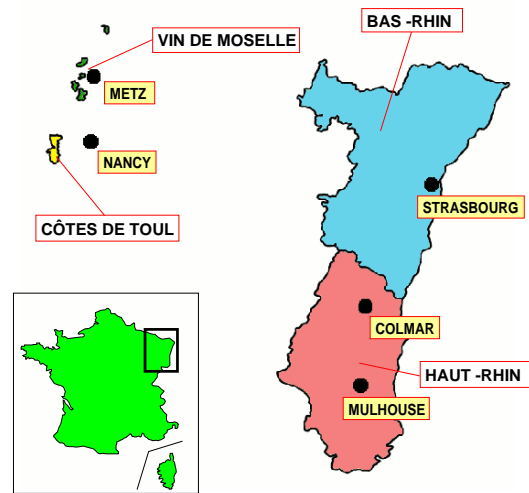 BAS -RHIN
VIN DE MOSELLE
METZ
NANCY
STRASBOURG
CÔTES DE TOUL
COLMAR
HAUT -RHIN
MULHOUSE